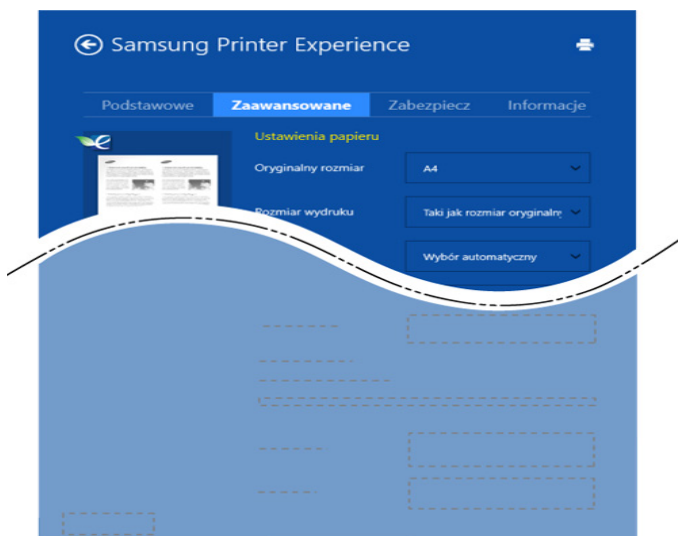 Samsung Printer Experience
Podstawowe Zaawansowane Zabezpiecz Informacje
Ustawienia papieru
Oryginalny rozmiar A4
Rozmiar wydruku Taki jak rozmiar oryginalny
Wybór automatyczny